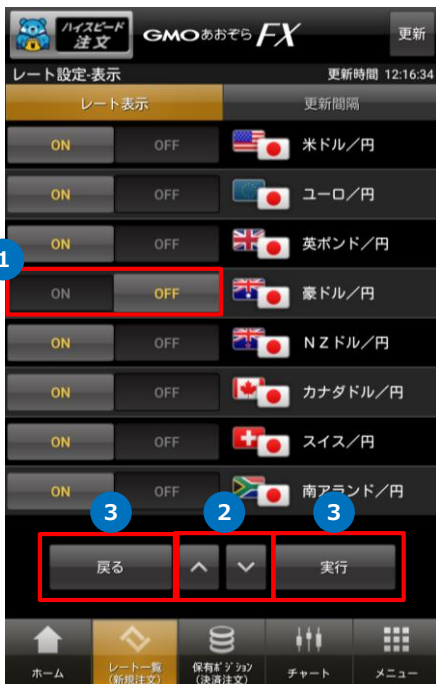 ハイスピード
注文
GMOあおぞらFX
更新
レート設定-表示
更新時間 12:16:34
レート表示
更新間隔
ON
OFF
米ドル／円
ON
OFF
ユーロ／円
ON
OFF
英ポンド／円
1
ON
OFF
豪ドル／円
ON
OFF
NZドル／円
ON
OFF
カナダドル／円
ON
OFF
スイス／円
ON
OFF
南アランド／円
3
2
3
戻る
実行
ホーム
レート一覧
(新規注文)
保有ﾎﾟｼﾞｼｮﾝ
(決済注文)
チャート
メニュー